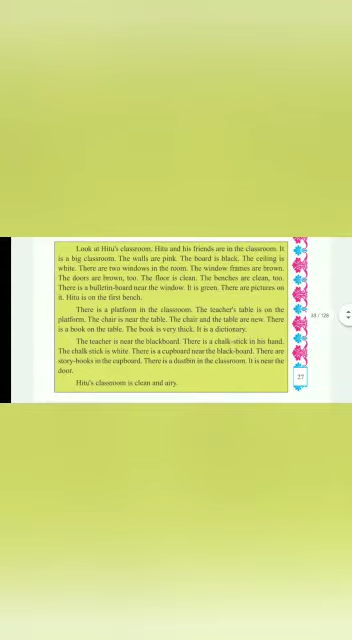 Look at Hitu's classroom. Hitu and his friends are in the classroom. It
is a big classroom. The walls are pink. The board is black. The ceiling is
white. There are two windows in the room. The window frames are brown.
The doors are brown, too. The floor is clean. The benches are clean, too.
There is a bulletin-board near the window. It is green. There are pictures on
it. Hitu is on the first bench.
There is a platform in the classroom. The teacher's table is on the
platform. The chair is near the table. The chair and the table are new. There
is a book on the table. The book is very thick. It is a dictionary.
The teacher is near the blackboard. There is a chalk-stick in his hand.
The chalk-stick is white. There is a cupboard near the black-board. There are
story-books in the cupboard. There is a dustbin in the classroom. It is near the
door.
Hitu's classroom is clean and airy.
27